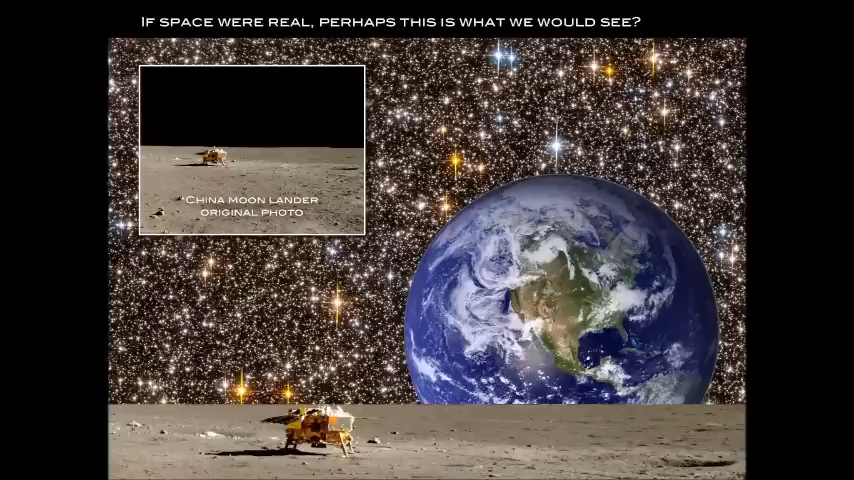 If space were real, perhaps this is what we would see?
*China moon lander
original photo